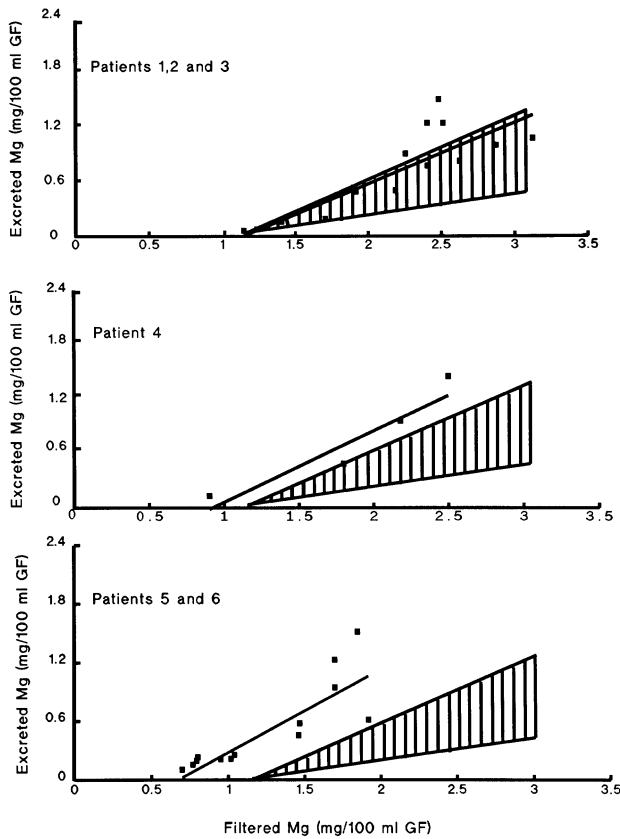 2.4
1.8
1.2
0.6
0
Excreted Mg (mg/100 ml GF)
Patients 1,2 and 3
0 0.5 1 1.5 2 2.5 3 3.5
2.4
1.8
1.2
0.6
0
Excreted Mg (mg/100 ml GF)
Patient 4
0 0.5 1 1.5 2 2.5 3 3.5
2.4
1.8
1.2
0.6
0
Excreted Mg (mg/100 ml GF)
Patients 5 and 6
0 0.5 1 1.5 2 2.5 3 3.5
Filtered Mg (mg/100 ml GF)